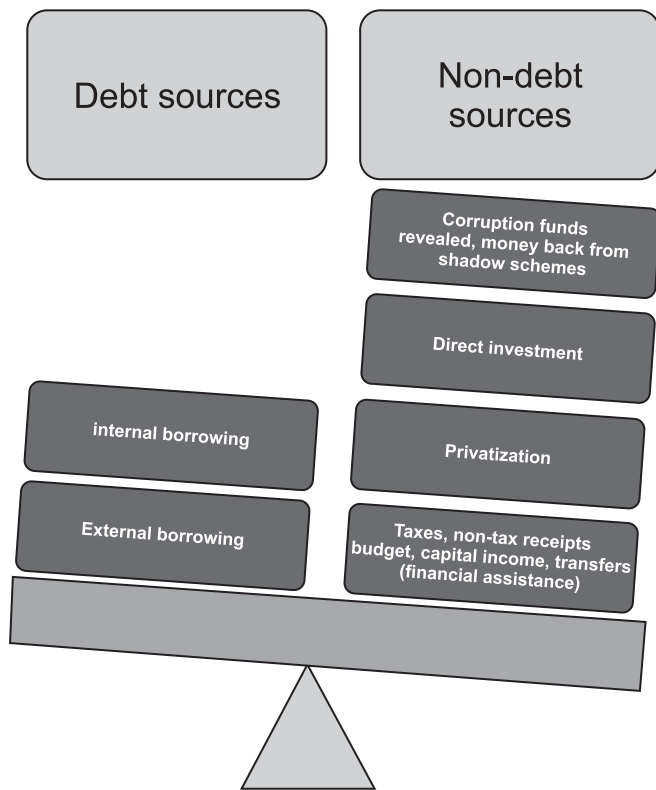 Debt sources
Non-debt
sources
Corruption funds
revealed, money back from
shadow schemes
Direct investment
internal borrowing
Privatization
External borrowing
Taxes, non-tax receipts
budget, capital income, transfers
(financial assistance)